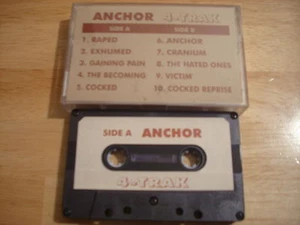 ANCHOR 4-TRAK
SIDE A SIDE B
1. RAPED 6. ANCHOR
2. EXHUMED 7. CRANIUM
3. GAINING PAIN 8. THE HATED ONES
4. THE BECOMING 9. VICTIM
5. COCKED 10. COCKED REPRISE
SIDE A ANCHOR
4-TRAK